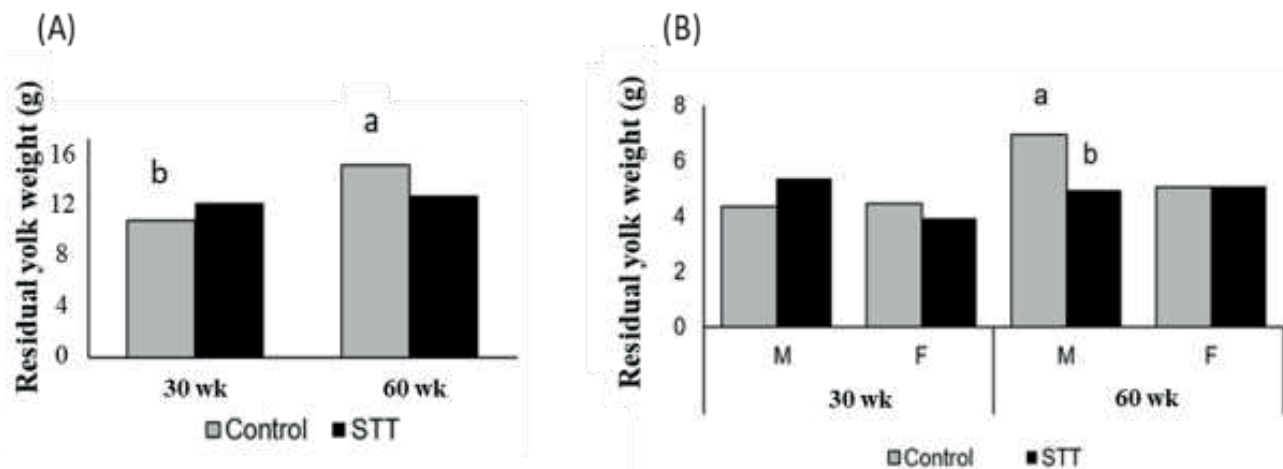 (A)
Residual yolk weight (g)
16
12
8
4
0
b
a
30 wk
60 wk
Control
STT
(B)
Residual yolk weight (g)
8
6
4
2
0
a
b
M
F
M
F
30 wk
60 wk
Control
STT